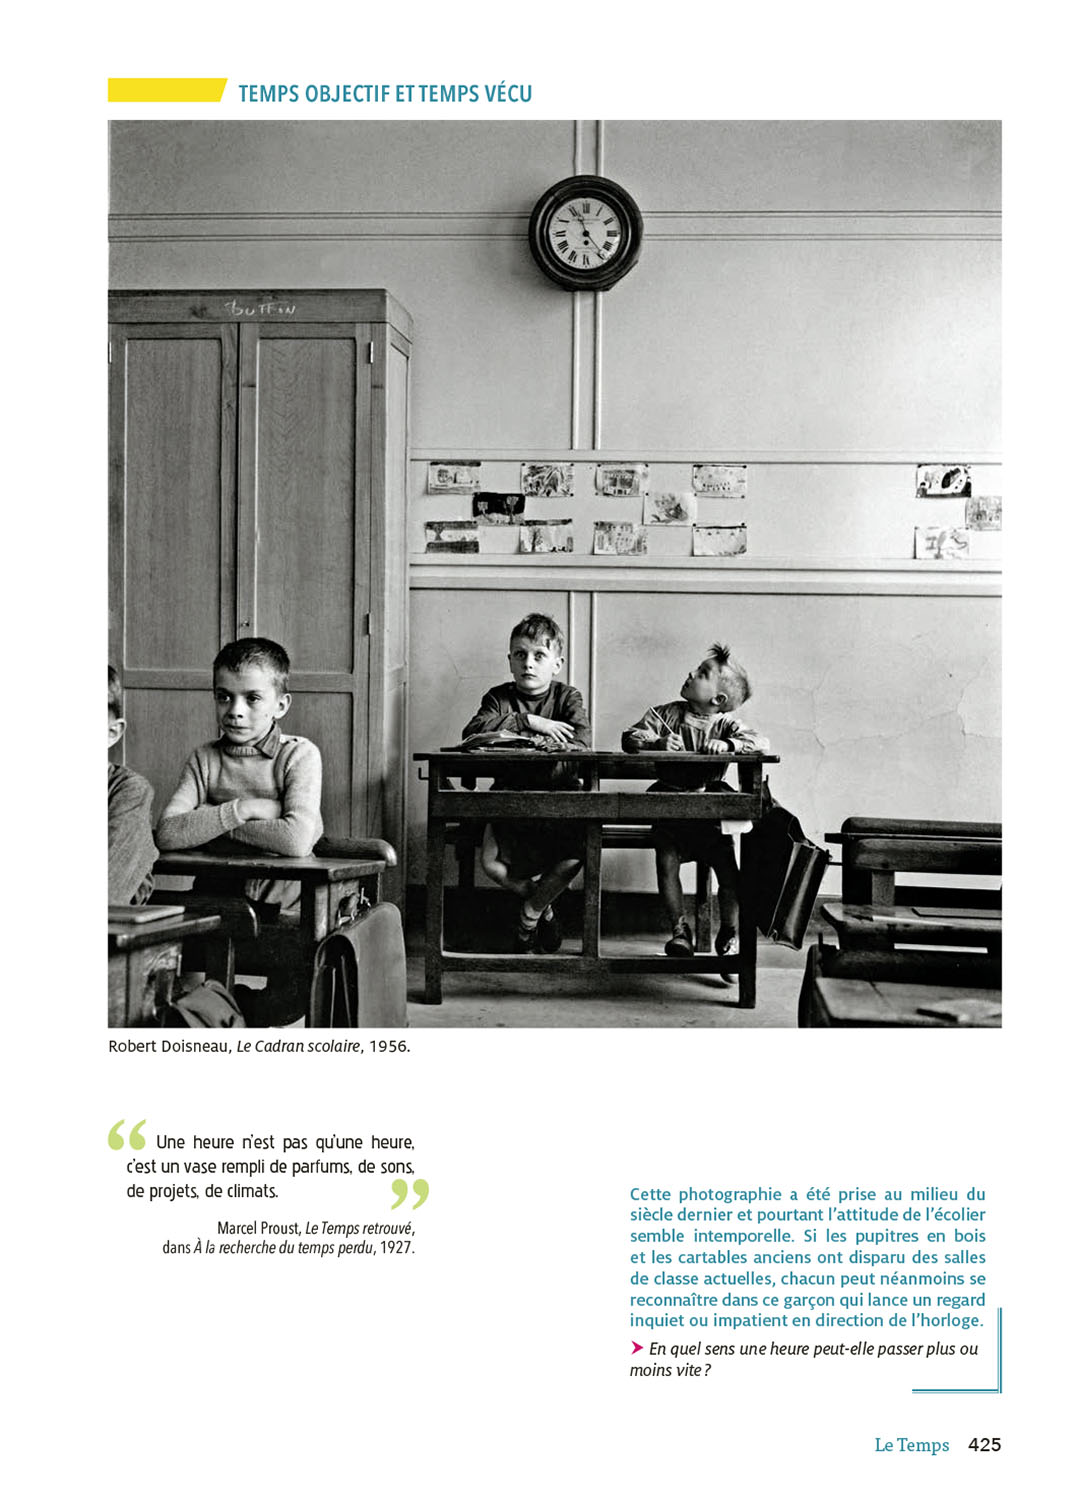 TEMPS OBJECTIF ET TEMPS VÉCU
BUFFON
Robert Doisneau, Le Cadran scolaire, 1956.
“ Une heure n’est pas qu’une heure,
c’est un vase rempli de parfums, de sons,
de projets, de climats. ”
Marcel Proust, Le Temps retrouvé,
dans À la recherche du temps perdu, 1927.
Cette photographie a été prise au milieu du
siècle dernier et pourtant l’attitude de l’écolier
semble intemporelle. Si les pupitres en bois
et les cartables anciens ont disparu des salles
de classe actuelles, chacun peut néanmoins se
reconnaître dans ce garçon qui lance un regard
inquiet ou impatient en direction de l’horloge.
➤ En quel sens une heure peut-elle passer plus ou
moins vite ?
Le Temps 425